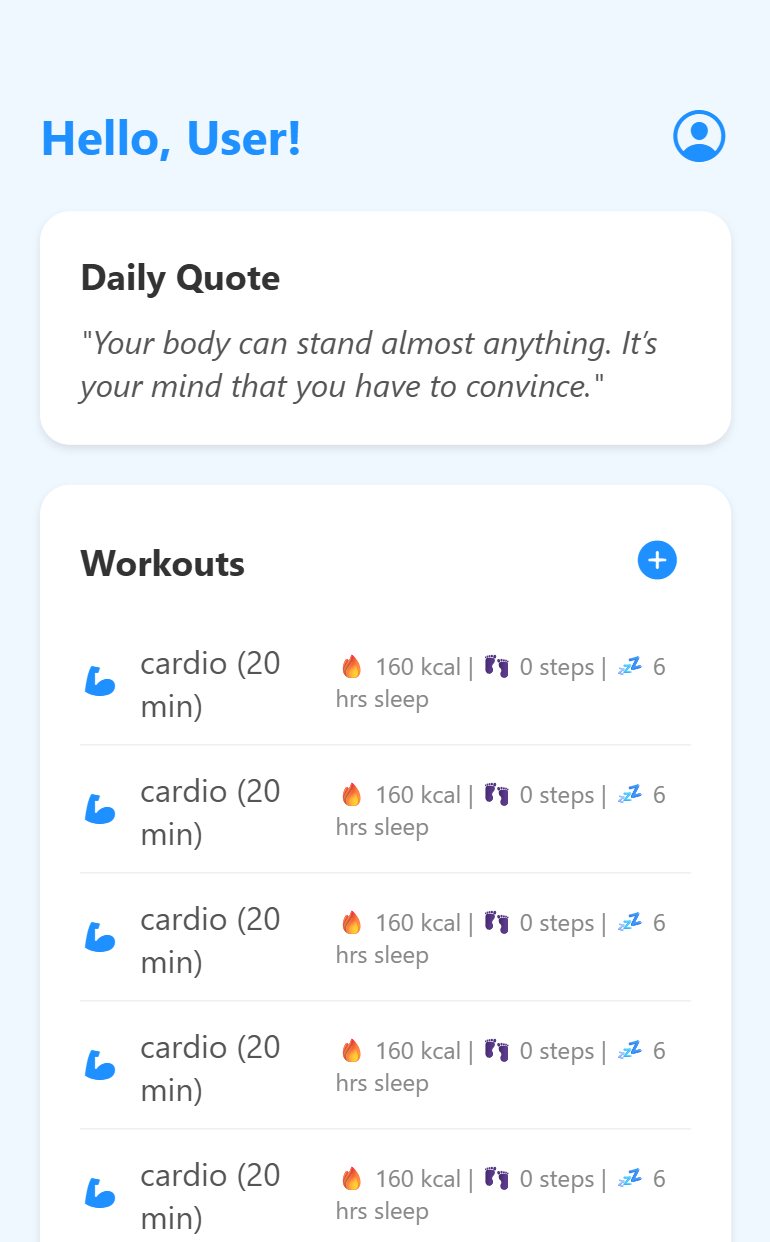 Hello, User!
Daily Quote
"Your body can stand almost anything. It’s
your mind that you have to convince."
Workouts
cardio (20
min)
🔥 160 kcal | 👣 0 steps | 💤 6
hrs sleep
cardio (20
min)
🔥 160 kcal | 👣 0 steps | 💤 6
hrs sleep
cardio (20
min)
🔥 160 kcal | 👣 0 steps | 💤 6
hrs sleep
cardio (20
min)
🔥 160 kcal | 👣 0 steps | 💤 6
hrs sleep
cardio (20
min)
🔥 160 kcal | 👣 0 steps | 💤 6
hrs sleep